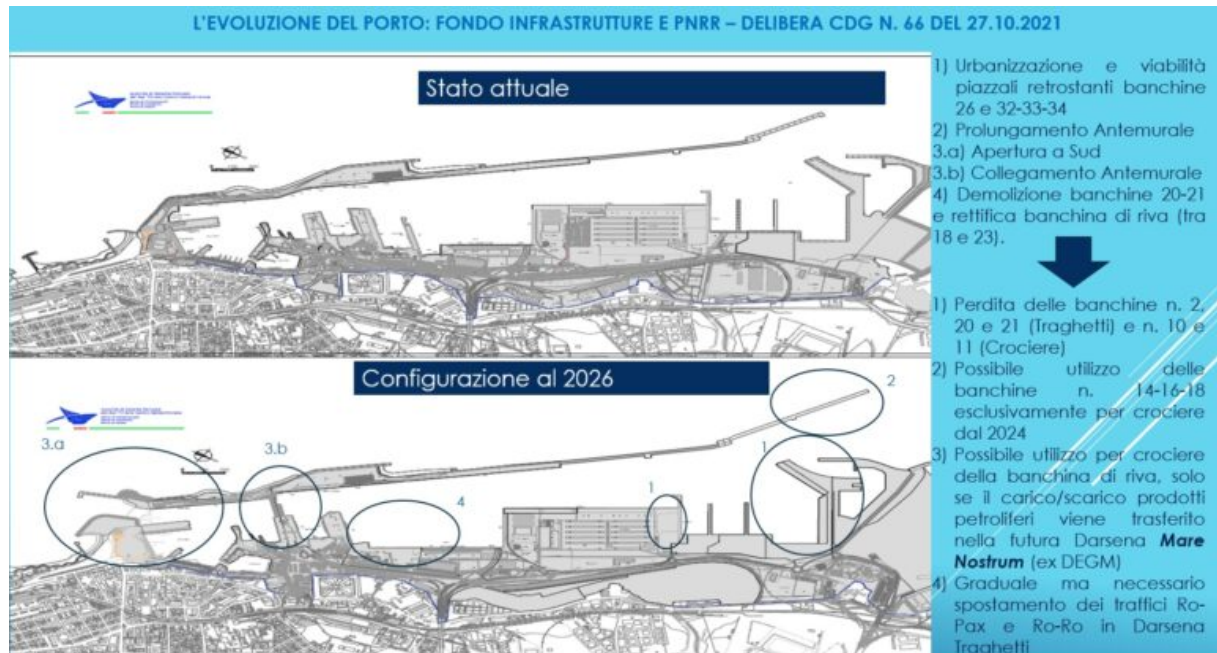 L'EVOLUZIONE DEL PORTO: FONDO INFRASTRUTTURE E PNRR – DELIBERA CDG N. 66 DEL 27.10.2021
Stato attuale
Configurazione al 2026
3.a
3.b
4
1
1
2
1) Urbanizzazione e viabilità
piazzali retrostanti banchine
26 e 32-33-34
2) Prolungamento Antemurale
3.a) Apertura a Sud
3.b) Collegamento Antemurale
4) Demolizione banchine 20-21
e rettifica banchina di riva (tra
18 e 23).
1) Perdita delle banchine n. 2,
20 e 21 (Traghetti) e n. 10 e
11 (Crociere)
2) Possibile utilizzo delle
banchine n. 14-16-18
esclusivamente per crociere
dal 2024
3) Possibile utilizzo per crociere
della banchina di riva, solo
se il carico/scarico prodotti
petroliferi viene trasferito
nella futura Darsena Mare
Nostrum (ex DEGM)
4) Graduale ma necessario
spostamento dei traffici Ro-
Pax e Ro-Ro in Darsena
Traghetti